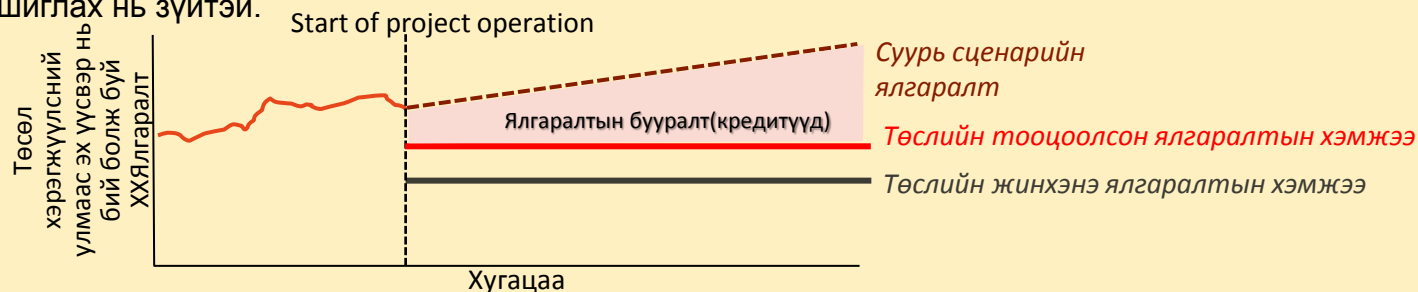 шиглах нь зүйтэй.
Start of project operation
Төсөл
хэрэгжүүлсний
улмаас эх үүсвэр нь
бий болж буй
ХХЯлгаралт
Суурь сценарийн
ялгаралт
Ялгаралтын бууралт(кредитүүд)
Төслийн тооцоолсон ялгаралтын хэмжээ
Төслийн жинхэнэ ялгаралтын хэмжээ
Хугацаа